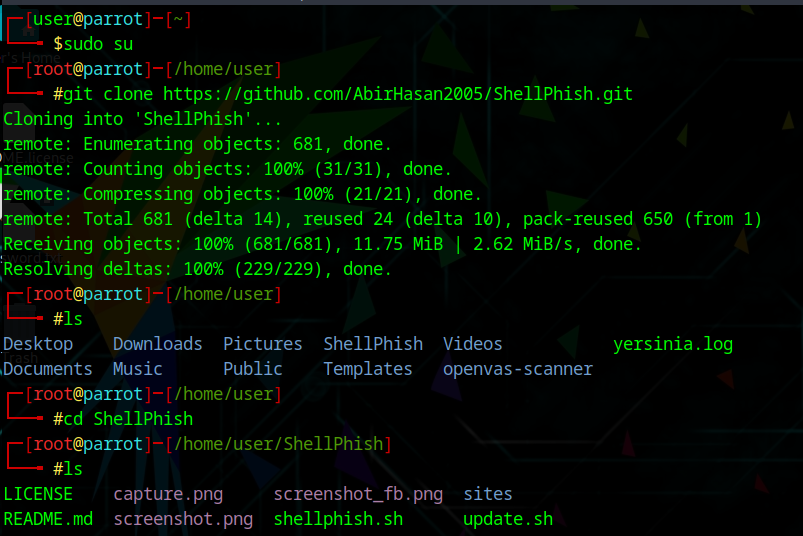 [user@parrot]─[~]
$sudo su
[root@parrot]─[/home/user]
#git clone https://github.com/AbirHasan2005/ShellPhish.git
Cloning into 'ShellPhish'...
remote: Enumerating objects: 681, done.
remote: Counting objects: 100% (31/31), done.
remote: Compressing objects: 100% (21/21), done.
remote: Total 681 (delta 14), reused 24 (delta 10), pack-reused 650 (from 1)
Receiving objects: 100% (681/681), 11.75 MiB | 2.62 MiB/s, done.
Resolving deltas: 100% (229/229), done.
[root@parrot]─[/home/user]
#ls
Desktop Downloads Pictures ShellPhish Videos yersinia.log
Documents Music Public Templates openvas-scanner
[root@parrot]─[/home/user]
#cd ShellPhish
[root@parrot]─[/home/user/ShellPhish]
#ls
LICENSE capture.png screenshot_fb.png sites
README.md screenshot.png shellphish.sh update.sh